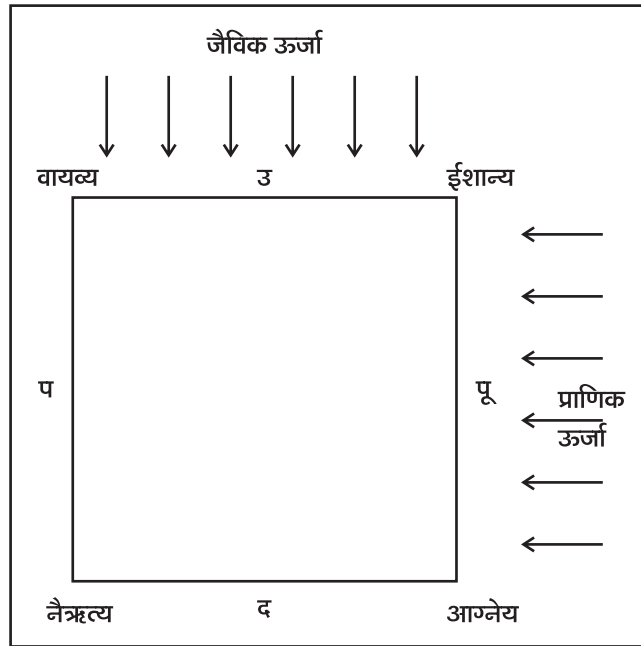 जैविक ऊर्जा
वायव्य उ ईशान्य
प पू प्राणिक
ऊर्जा
नैऋत्य द आग्नेय